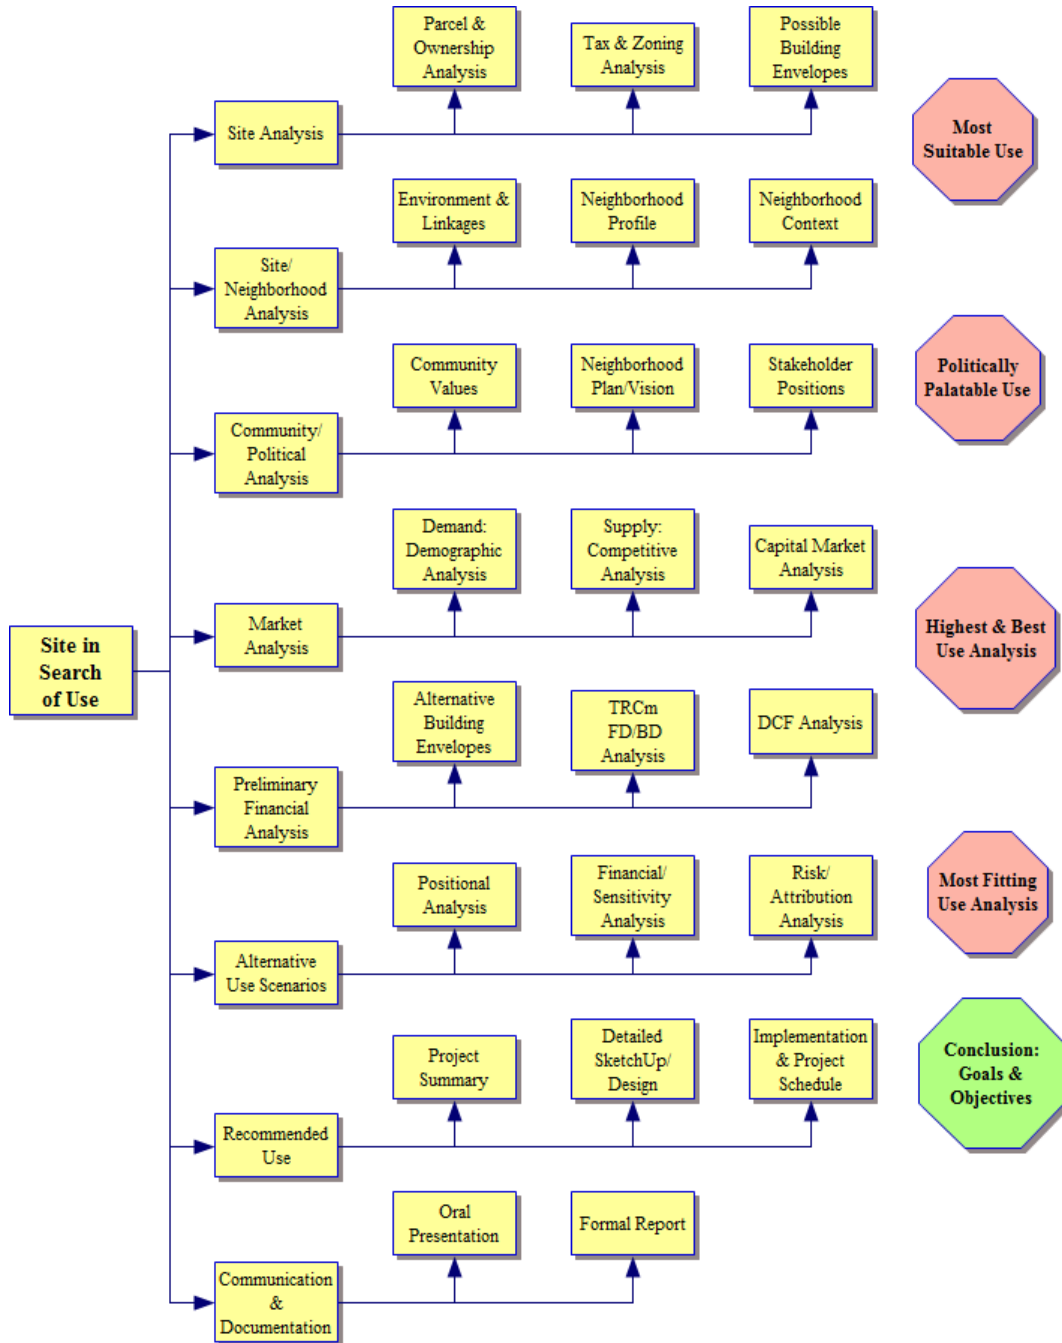 Parcel &
Ownership
Analysis
Tax & Zoning
Analysis
Possible
Building
Envelopes
Site Analysis
Most
Suitable Use
Environment &
Linkages
Neighborhood
Profile
Neighborhood
Context
Site/
Neighborhood
Analysis
Community
Values
Neighborhood
Plan/Vision
Stakeholder
Positions
Politically
Palatable Use
Community/
Political
Analysis
Demand:
Demographic
Analysis
Supply:
Competitive
Analysis
Capital Market
Analysis
Market
Analysis
Highest & Best
Use Analysis
Site in
Search
of Use
Alternative
Building
Envelopes
TRCm
FD/BD
Analysis
DCF Analysis
Preliminary
Financial
Analysis
Positional
Analysis
Financial/
Sensitivity
Analysis
Risk/
Attribution
Analysis
Most Fitting
Use Analysis
Alternative
Use Scenarios
Project
Summary
Detailed
SketchUp/
Design
Implementation
& Project
Schedule
Conclusion:
Goals &
Objectives
Recommended
Use
Oral
Presentation
Formal Report
Communication
&
Documentation